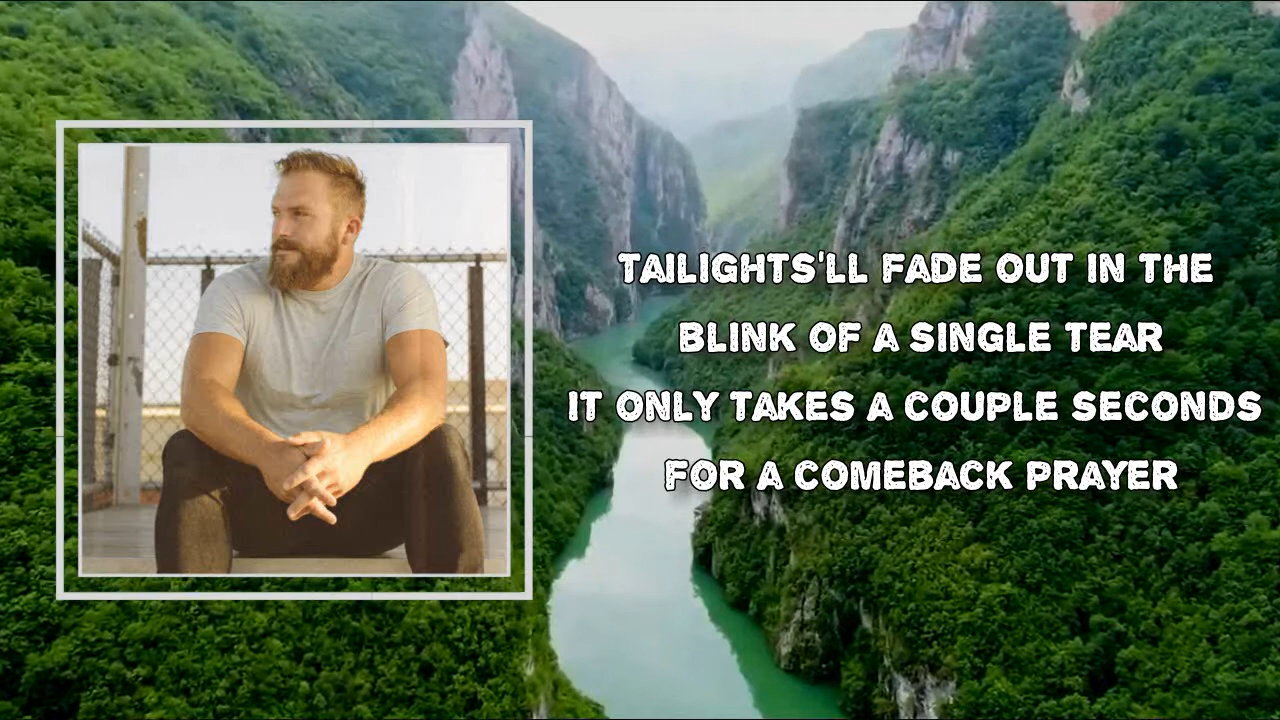 TAILIGHTS'LL FADE OUT IN THE
BLINK OF A SINGLE TEAR
IT ONLY TAKES A COUPLE SECONDS
FOR A COMEBACK PRAYER